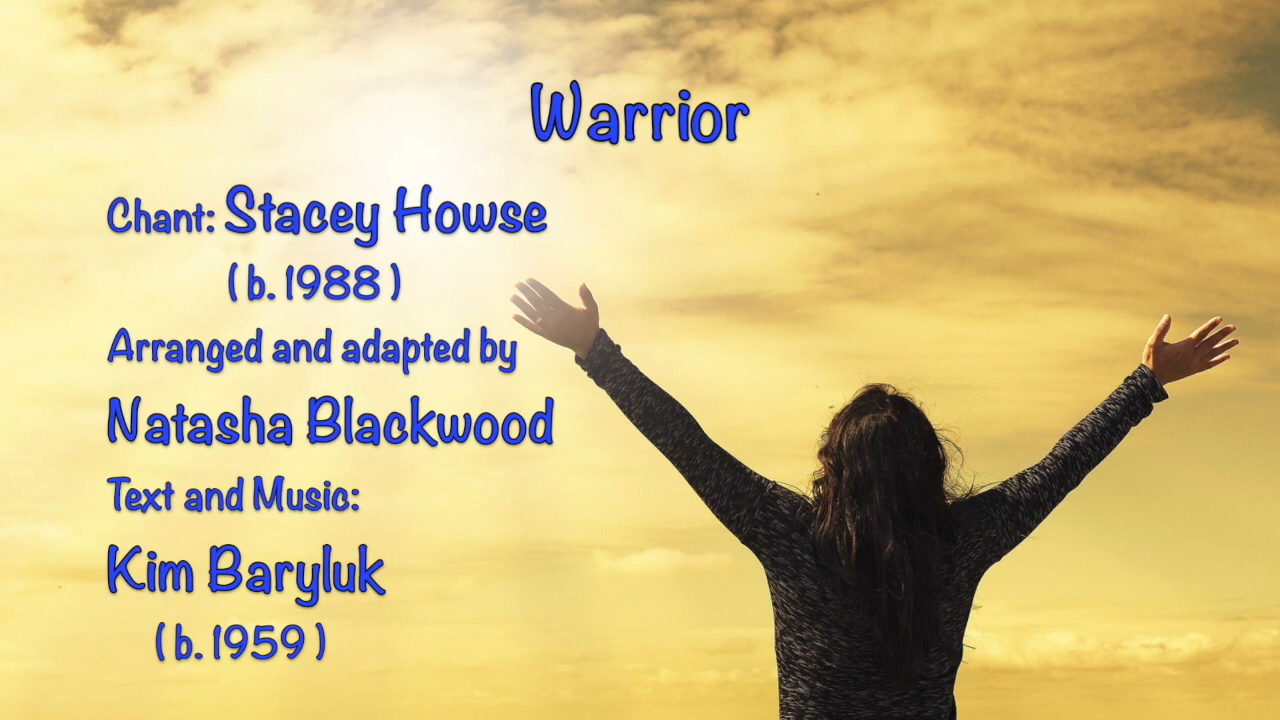 Warrior
Chant: Stacey Howse
( b. 1988 )
Arranged and adapted by
Natasha Blackwood
Text and Music:
Kim Baryluk
( b. 1959 )